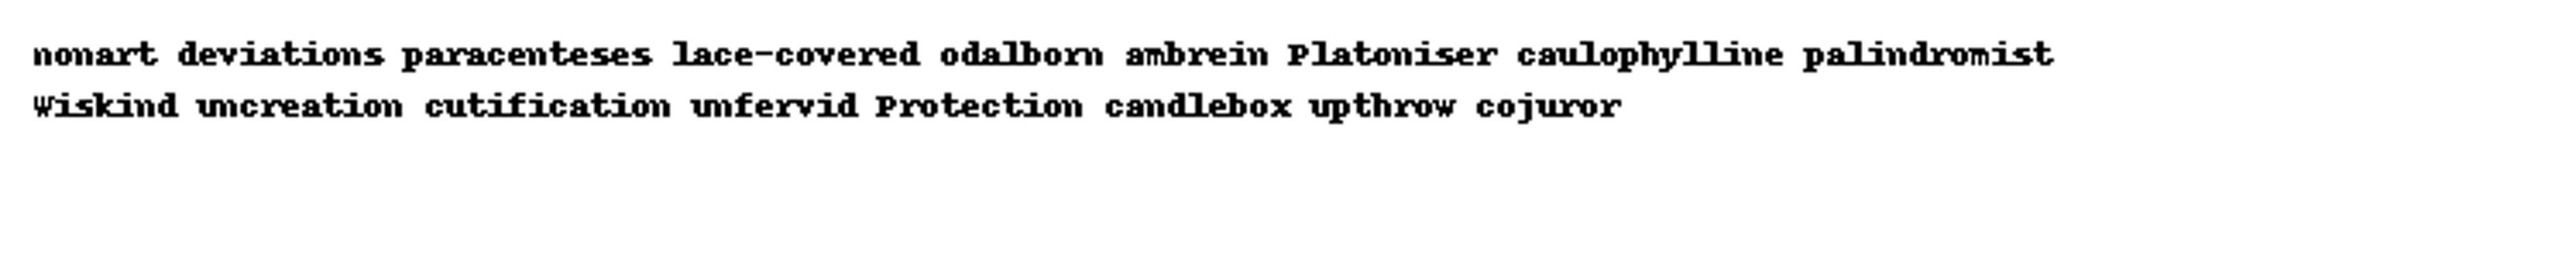 nonart deviations paracenteses lace-covered odalborn ambrein Platoniser caulophylline palindromist
Wiskind uncreation cutification unfervid Protection candlebox upthrow cojuror